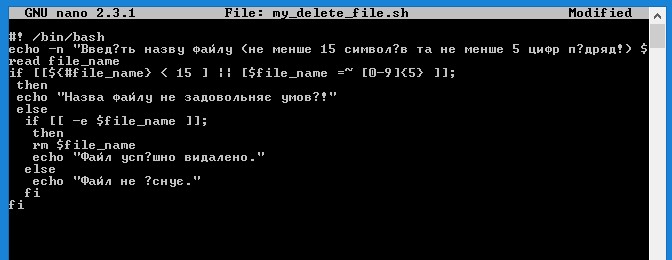 GNU nano 2.3.1 File: my_delete_file.sh Modified
#! /bin/bash
echo -n "Введ?ть назву файлу (не менше 15 символ?в та не менше 5 цифр п?дряд!) $
read file_name
if [[${#file_name} < 15 ] || [$file_name =~ [0-9]{5} ]];
then
echo "Назва файлу не задовольняє умов?!"
else
if [[ -e $file_name ]];
then
rm $file_name
echo "Файл усп?шно видалено."
else
echo "Файл не ?снує."
fi
fi